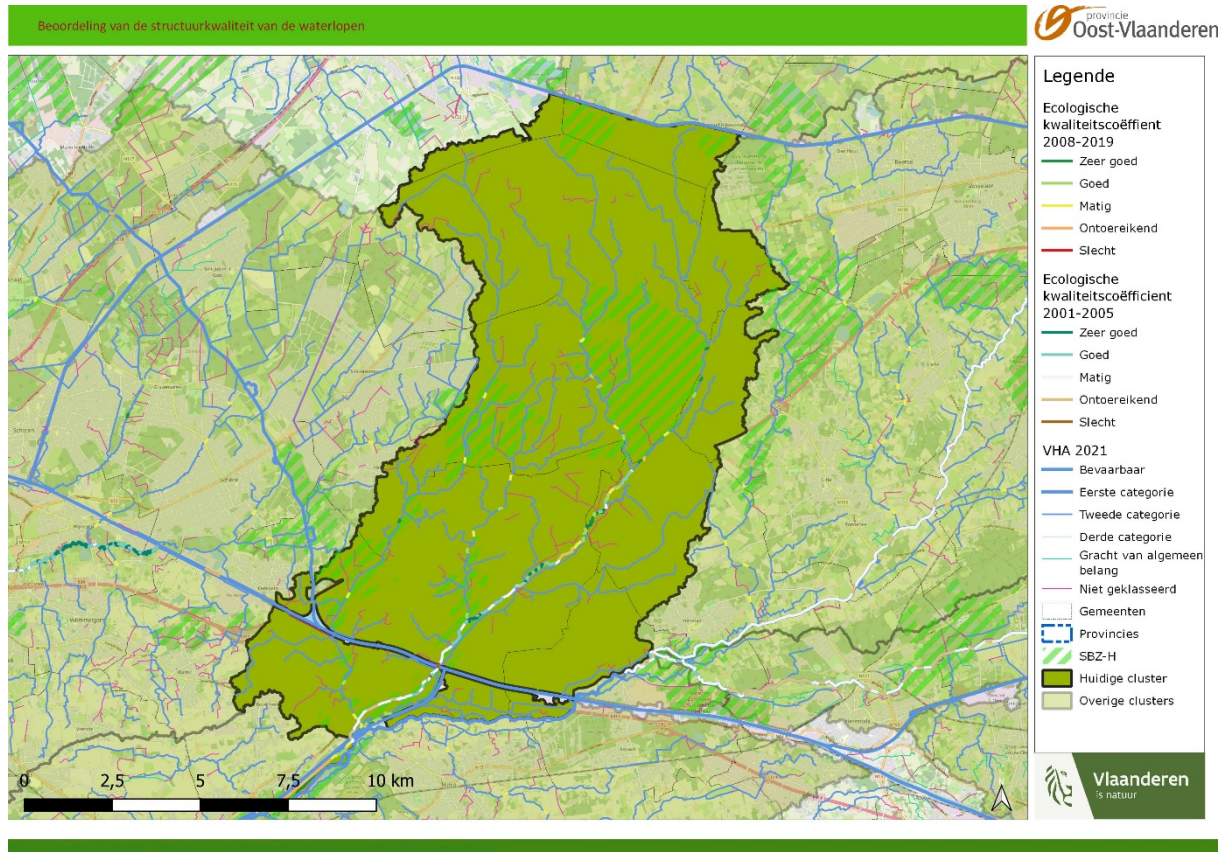 Beoordeling van de structuurkwaliteit van de waterlopen
provincie
Oost-Vlaanderen
Legende
Ecologische
kwaliteitscoëffient
2008-2019
Zeer goed
Goed
Matig
Ontoereikend
Slecht
Ecologische
kwaliteitscoëfficient
2001-2005
Zeer goed
Goed
Matig
Ontoereikend
Slecht
VHA 2021
Bevaarbaar
Eerste categorie
Tweede categorie
Derde categorie
Gracht van algemeen
belang
Niet geklasseerd
Gemeenten
Provincies
SBZ-H
Huidige cluster
Overige clusters
0 2,5 5 7,5 10 km
Vlaanderen
is natuur